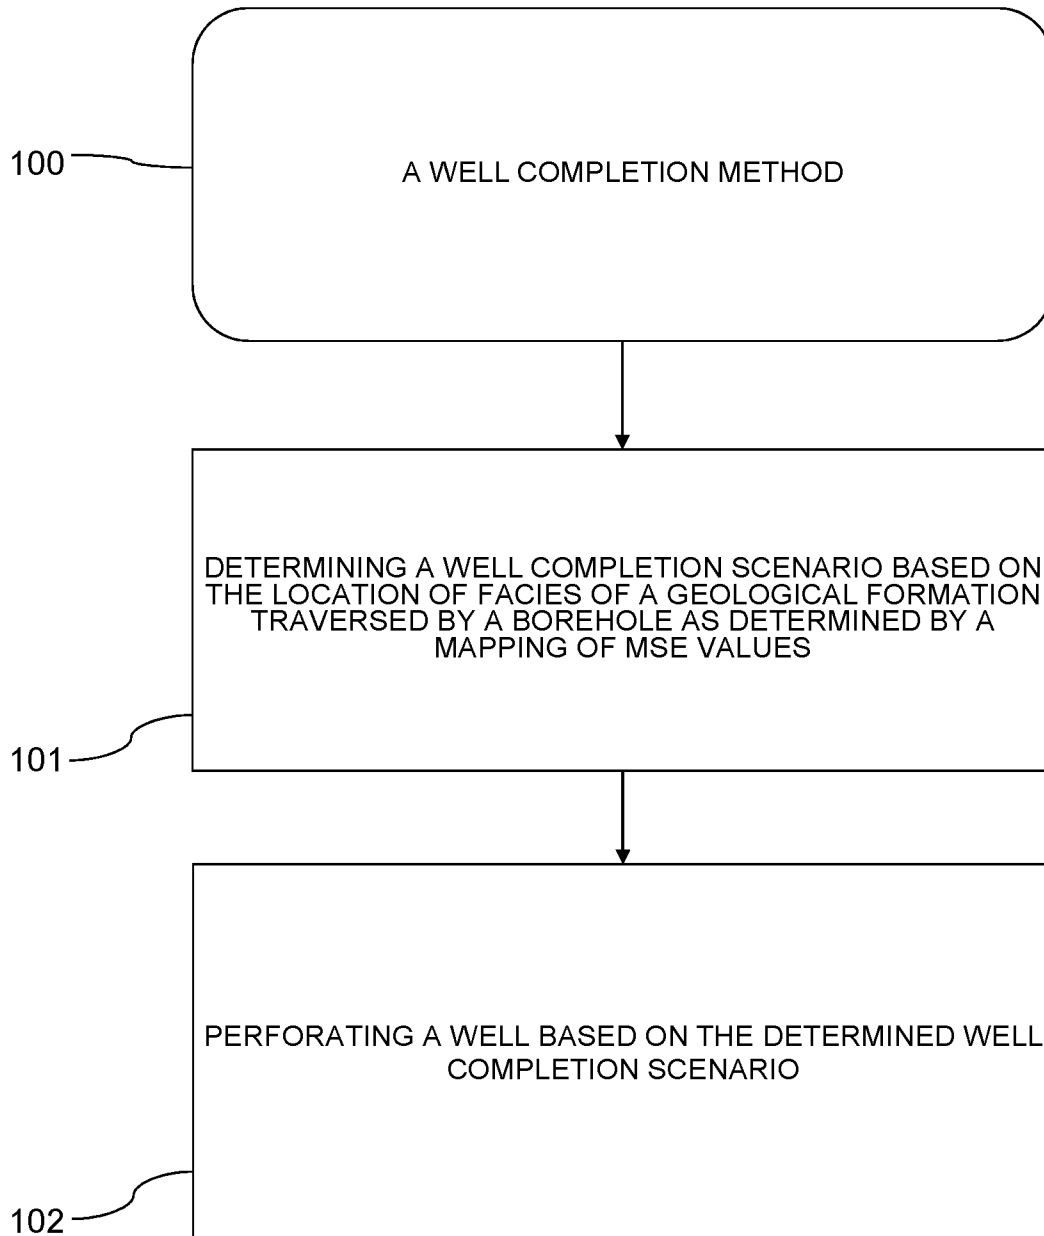 100
A WELL COMPLETION METHOD
DETERMINING A WELL COMPLETION SCENARIO BASED ON
THE LOCATION OF FACIES OF A GEOLOGICAL FORMATION
TRAVERSED BY A BOREHOLE AS DETERMINED BY A
MAPPING OF MSE VALUES
101
PERFORATING A WELL BASED ON THE DETERMINED WELL
COMPLETION SCENARIO
102